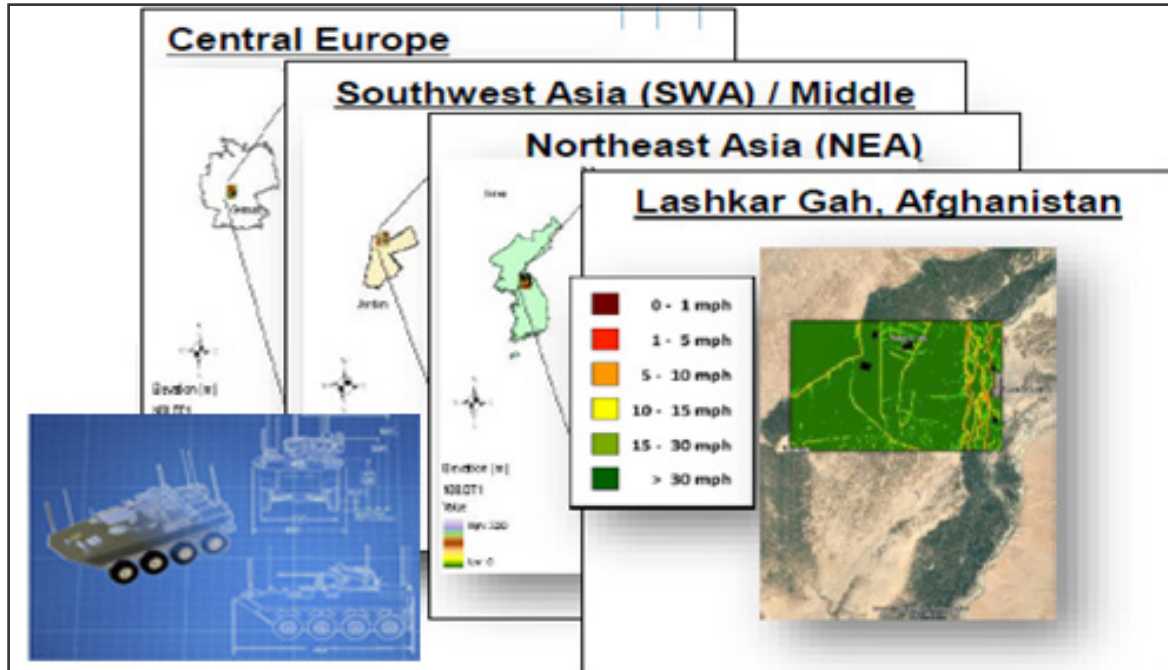 Central Europe
Southwest Asia (SWA) / Middle
Northeast Asia (NEA)
Lashkar Gah, Afghanistan
0 - 1 mph
1 - 5 mph
5 - 10 mph
10 - 15 mph
15 - 30 mph
> 30 mph
Jordan
Elevation (m)
Elevation (m)
Value